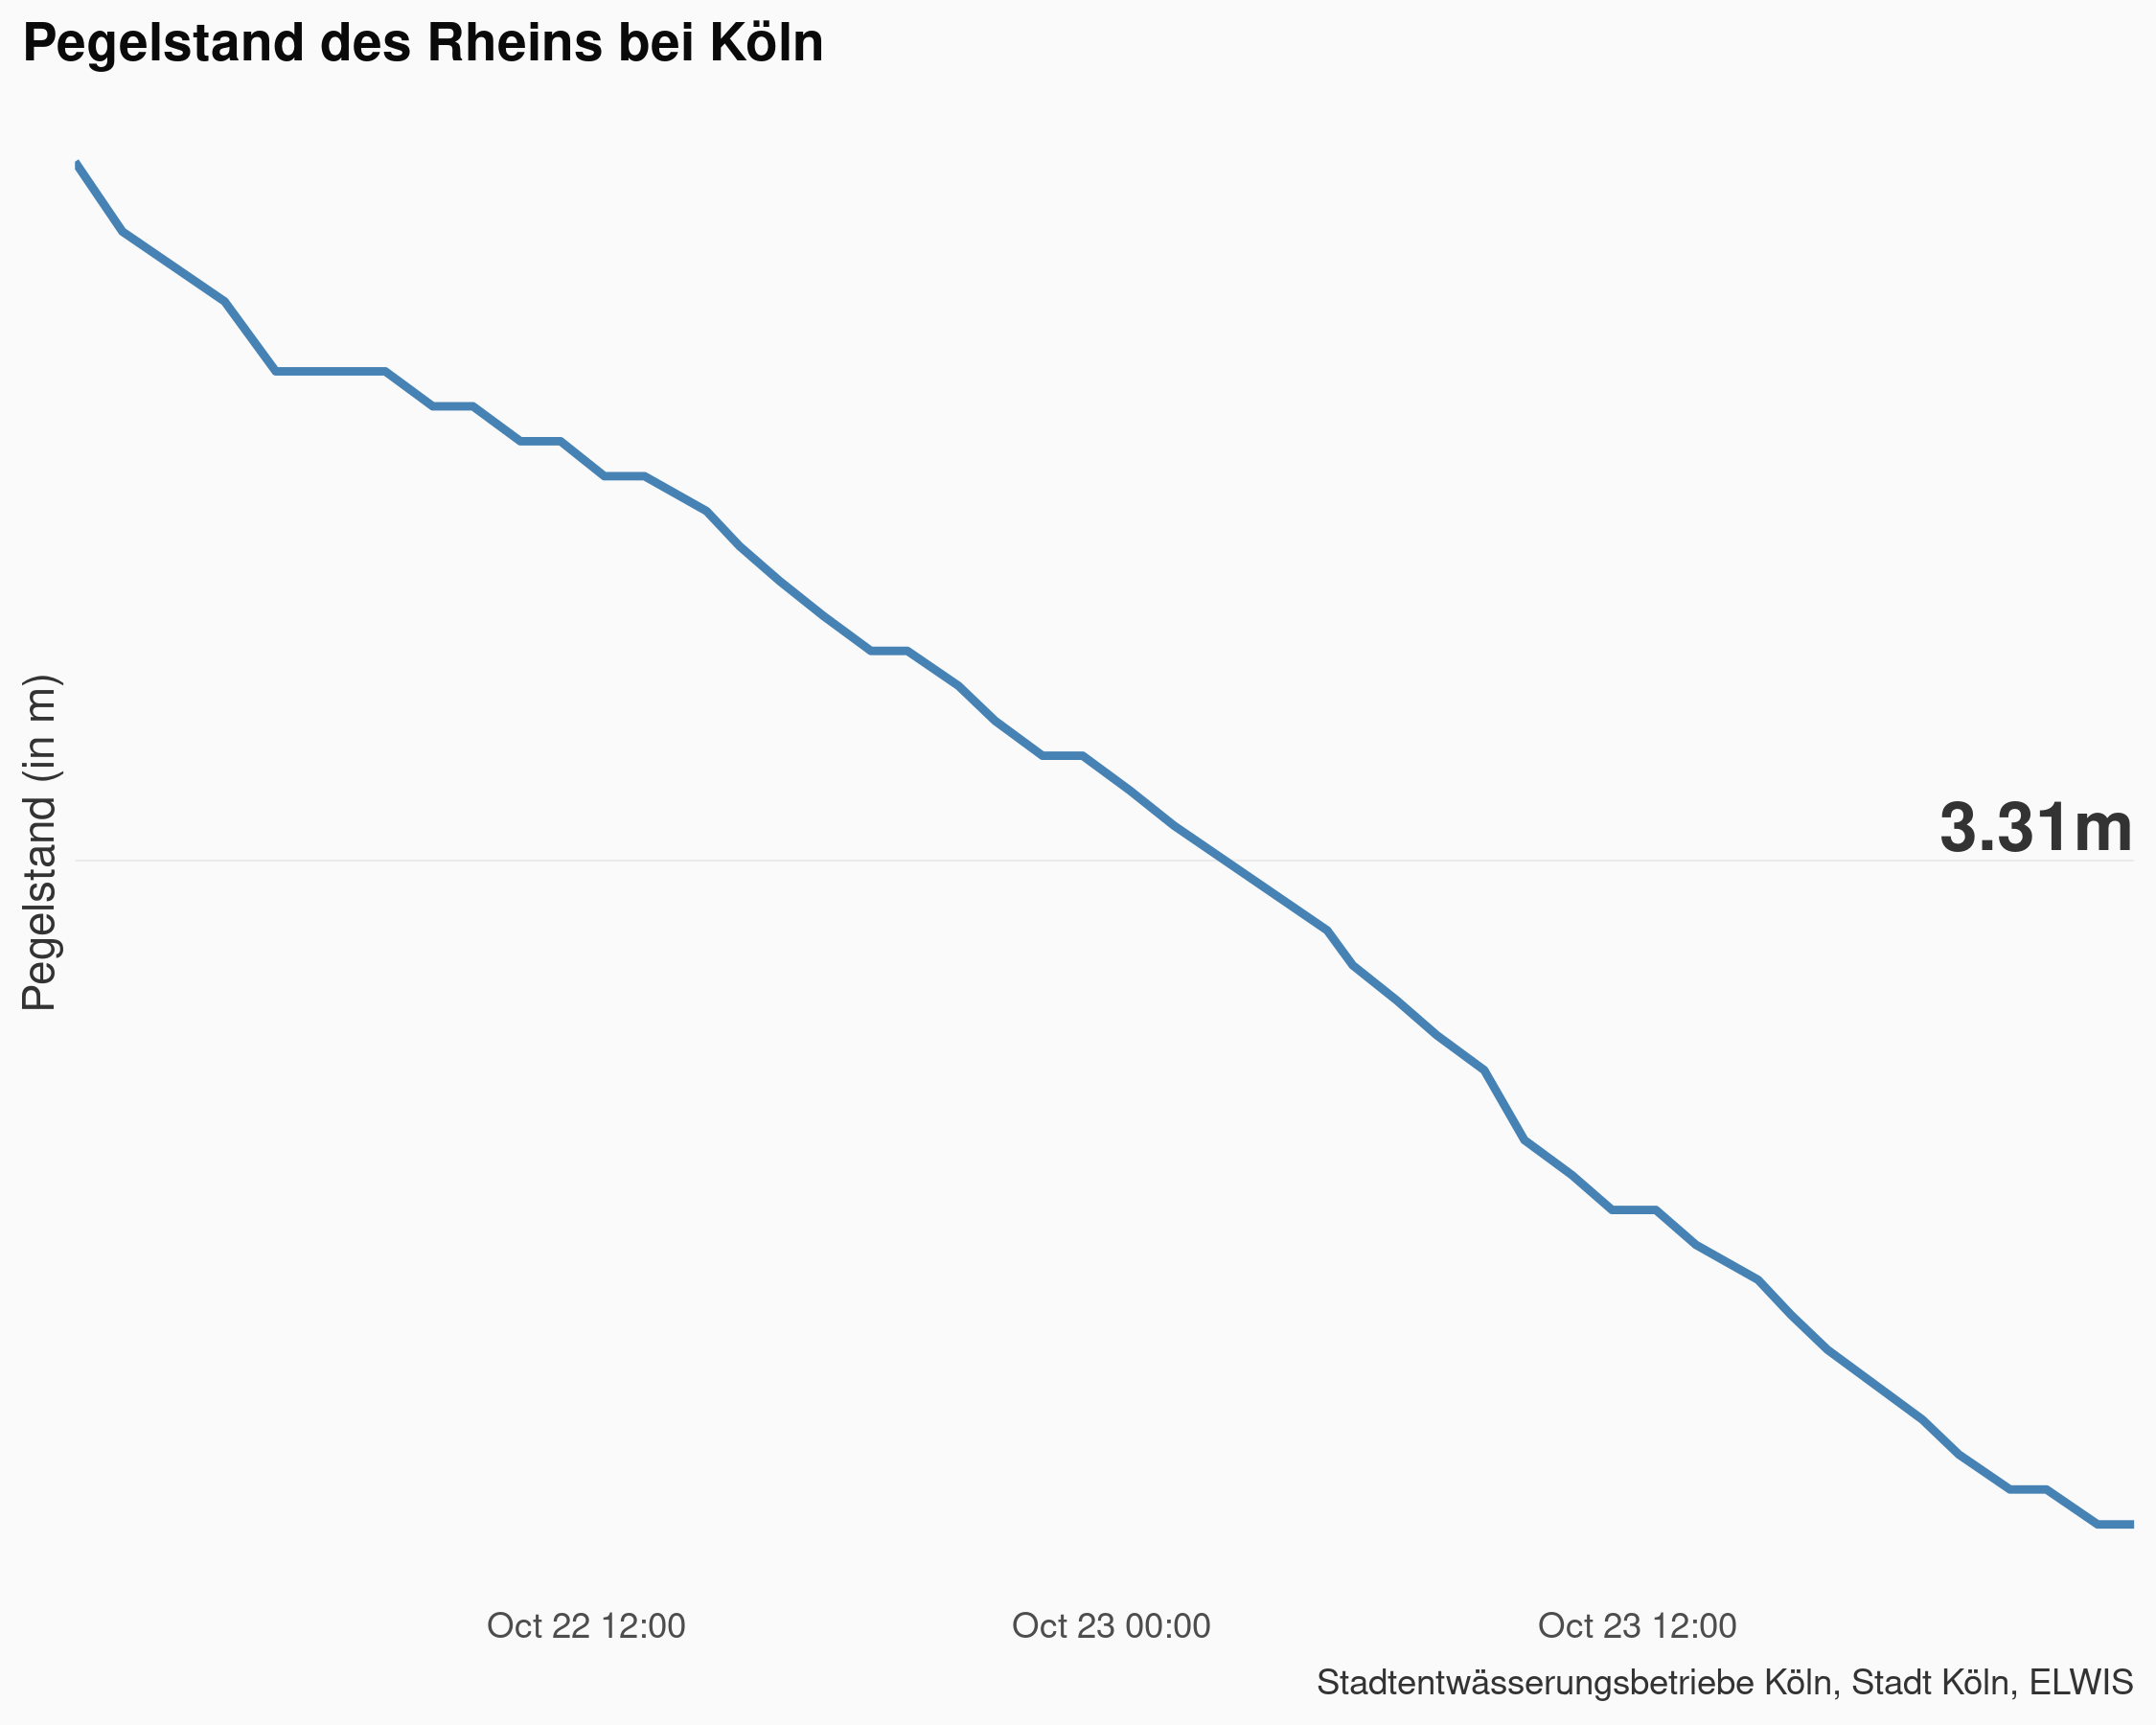 Pegelstand des Rheins bei Köln
Pegelstand (in m)
3.31m
Oct 22 12:00
Oct 23 00:00
Oct 23 12:00
Stadtentwässerungsbetriebe Köln, Stadt Köln, ELWIS